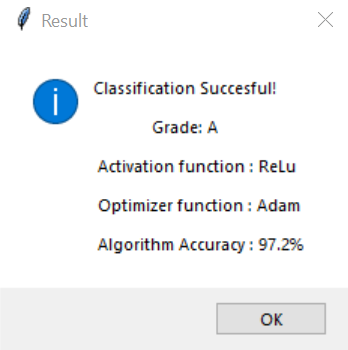 Result
Classification Succesful!
Grade: A
Activation function : ReLu
Optimizer function : Adam
Algorithm Accuracy : 97.2%
OK